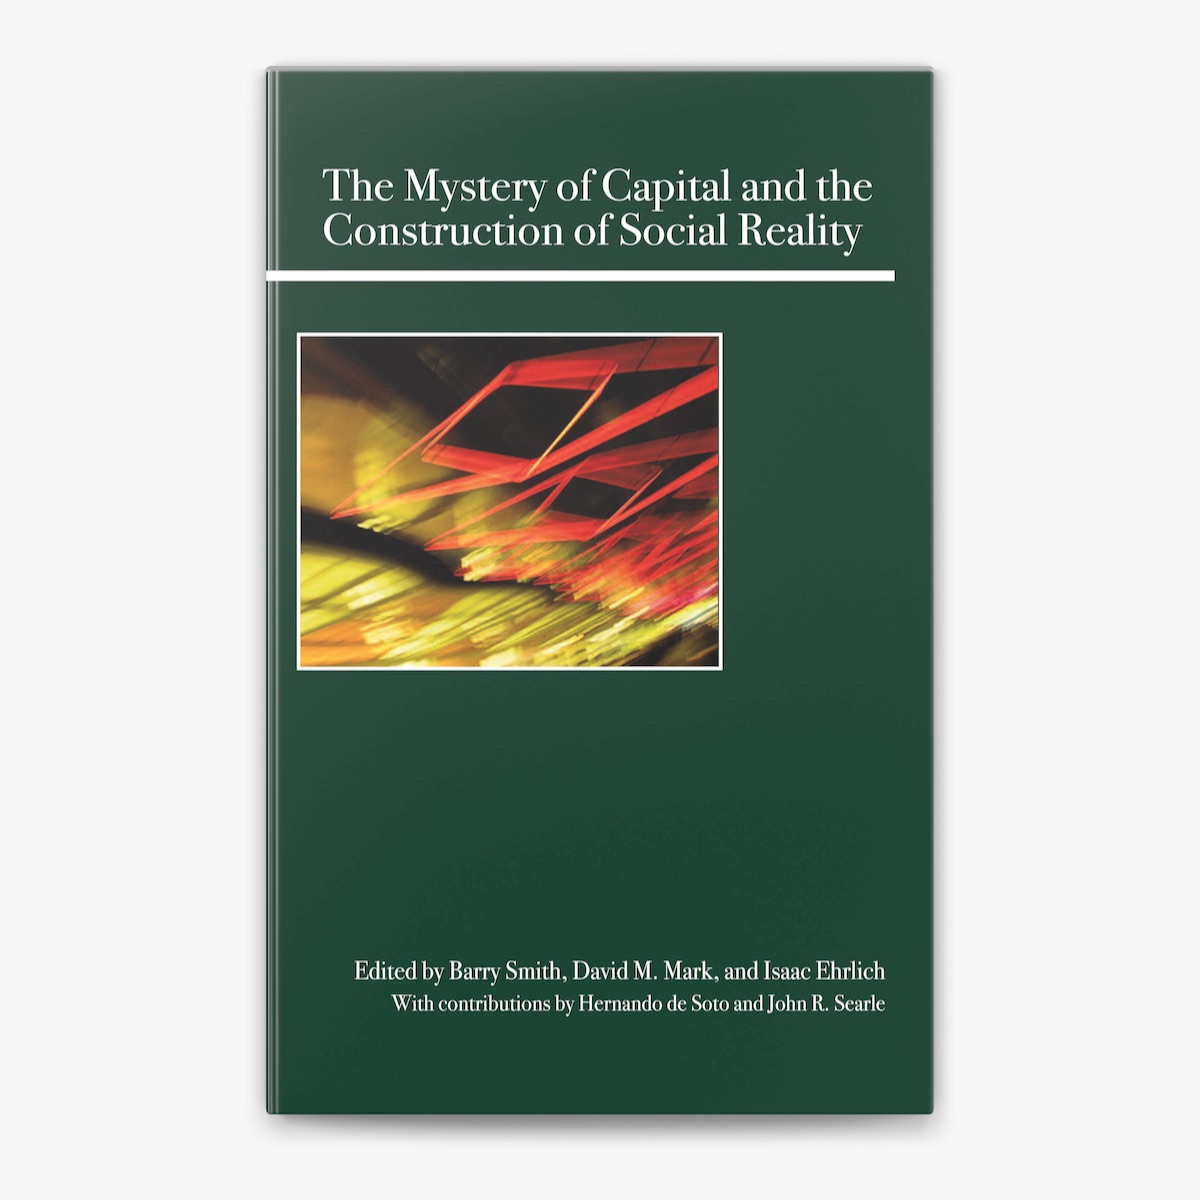 The Mystery of Capital and the
Construction of Social Reality
Edited by Barry Smith, David M. Mark, and Isaac Ehrlich
With contributions by Hernando de Soto and John R. Searle